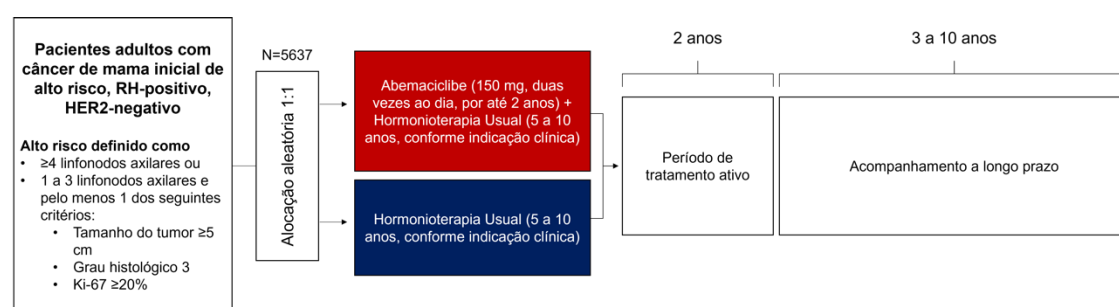 Pacientes adultos com
câncer de mama inicial de
alto risco, RH-positivo,
HER2-negativo
Alto risco definido como
• ≥4 linfonodos axilares ou
• 1 a 3 linfonodos axilares e
pelo menos 1 dos seguintes
critérios:
• Tamanho do tumor ≥5
cm
• Grau histológico 3
• Ki-67 ≥20%
N=5637
Alocação aleatória 1:1
Abemaciclibe (150 mg, duas
vezes ao dia, por até 2 anos) +
Hormonioterapia Usual (5 a 10
anos, conforme indicação clínica)
Hormonioterapia Usual (5 a 10
anos, conforme indicação clínica)
2 anos
Período de
tratamento ativo
3 a 10 anos
Acompanhamento a longo prazo